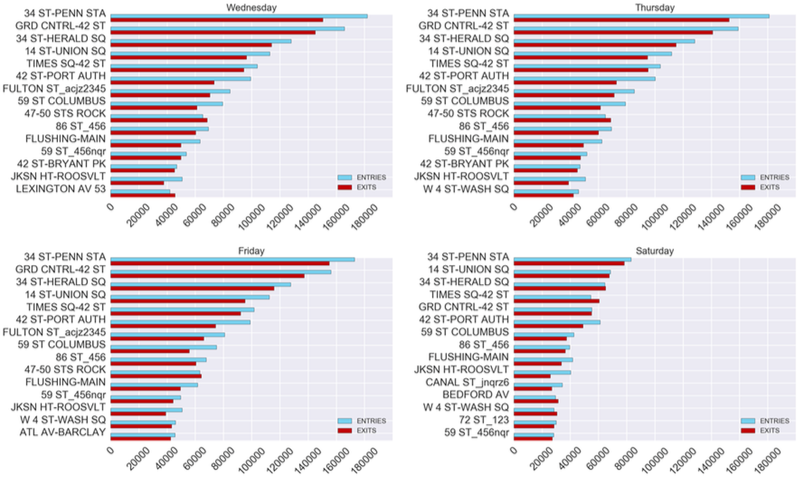 Wednesday
34 ST-PENN STA
GRD CNTRL-42 ST
34 ST-HERALD SQ
14 ST-UNION SQ
TIMES SQ-42 ST
42 ST-PORT AUTH
FULTON ST_acjz2345
59 ST COLUMBUS
47-50 STS ROCK
86 ST_456
FLUSHING-MAIN
59 ST_456nqr
42 ST-BRYANT PK
JKSN HT-ROOSVLT
LEXINGTON AV 53
ENTRIES
EXITS
0 20000 40000 60000 80000 100000 120000 140000 160000 180000
Thursday
34 ST-PENN STA
GRD CNTRL-42 ST
34 ST-HERALD SQ
14 ST-UNION SQ
TIMES SQ-42 ST
42 ST-PORT AUTH
FULTON ST_acjz2345
59 ST COLUMBUS
47-50 STS ROCK
86 ST_456
FLUSHING-MAIN
59 ST_456nqr
42 ST-BRYANT PK
JKSN HT-ROOSVLT
W 4 ST-WASH SQ
ENTRIES
EXITS
0 20000 40000 60000 80000 100000 120000 140000 160000 180000
Friday
34 ST-PENN STA
GRD CNTRL-42 ST
34 ST-HERALD SQ
14 ST-UNION SQ
TIMES SQ-42 ST
42 ST-PORT AUTH
FULTON ST_acjz2345
59 ST COLUMBUS
86 ST_456
47-50 STS ROCK
FLUSHING-MAIN
59 ST_456nqr
JKSN HT-ROOSVLT
W 4 ST-WASH SQ
ATL AV-BARCLAY
ENTRIES
EXITS
0 20000 40000 60000 80000 100000 120000 140000 160000 180000
Saturday
34 ST-PENN STA
14 ST-UNION SQ
34 ST-HERALD SQ
TIMES SQ-42 ST
GRD CNTRL-42 ST
42 ST-PORT AUTH
59 ST COLUMBUS
86 ST_456
FLUSHING-MAIN
JKSN HT-ROOSVLT
CANAL ST_jnqrz6
BEDFORD AV
W 4 ST-WASH SQ
72 ST_123
59 ST_456nqr
ENTRIES
EXITS
0 20000 40000 60000 80000 100000 120000 140000 160000 180000